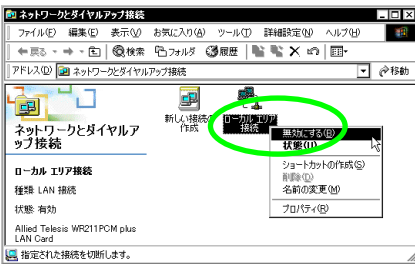 ネットワークとダイヤルアップ接続
ファイル(F) 編集(E) 表示(V) お気に入り(A) ツール(T) 詳細設定(N) ヘルプ(H)
戻る 検索 フォルダ 履歴
アドレス(D) ネットワークとダイヤルアップ接続 移動
ネットワークとダイヤルア
ップ接続
ローカル エリア接続
種類: LAN 接続
状態: 有効
Allied Telesis WR211PCM plus
LAN Card
新しい接続の
作成
ローカル エリア
接続
無効にする(B)
状態(U)
ショートカットの作成(S)
削除(D)
名前の変更(M)
プロパティ(R)
指定された接続を切断します。